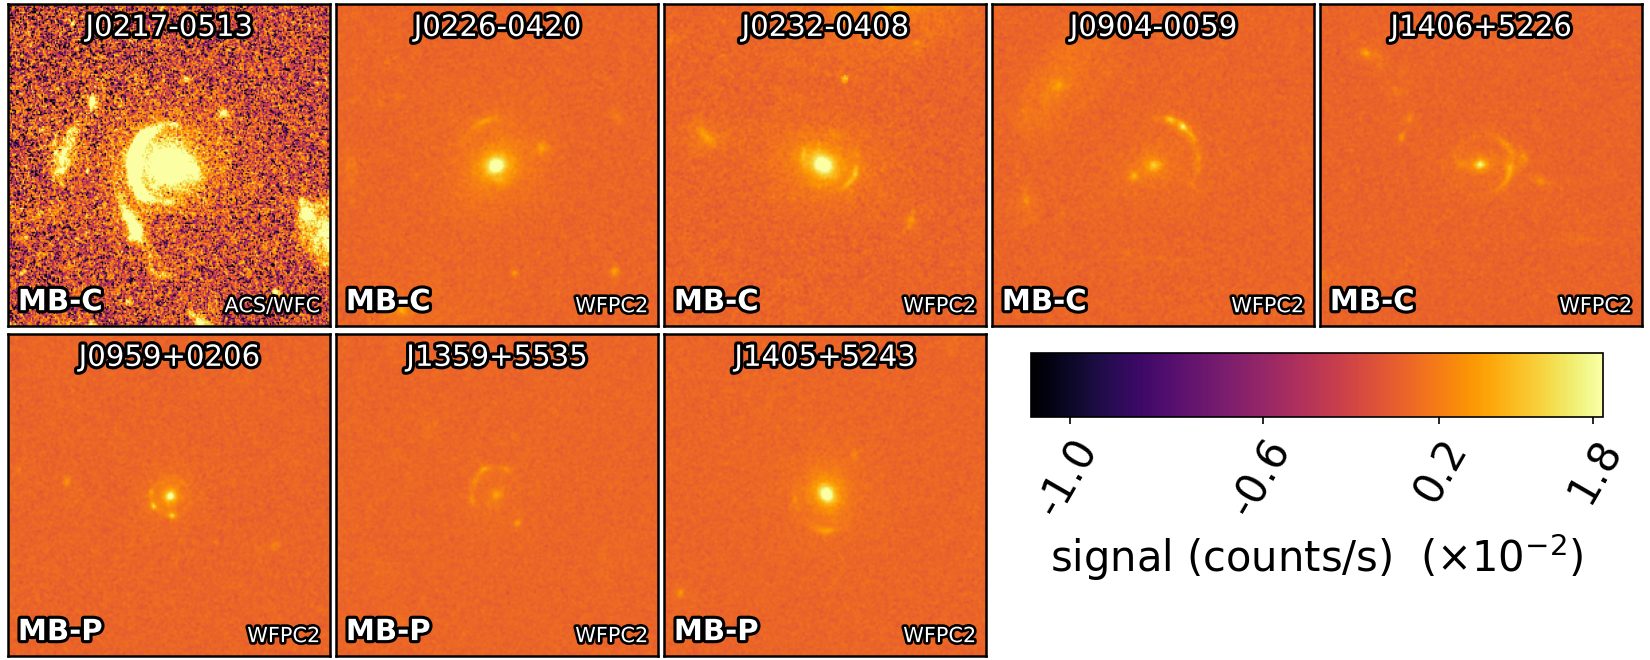 J0217-0513
MB-C
ACS/WFC
J0226-0420
MB-C
WFPC2
J0232-0408
MB-C
WFPC2
J0904-0059
MB-C
WFPC2
J1406+5226
MB-C
WFPC2
J0959+0206
MB-P
WFPC2
J1359+5535
MB-P
WFPC2
J1405+5243
MB-P
WFPC2
-1.0
-0.6
0.2
1.8
signal (counts/s) (×10⁻²)